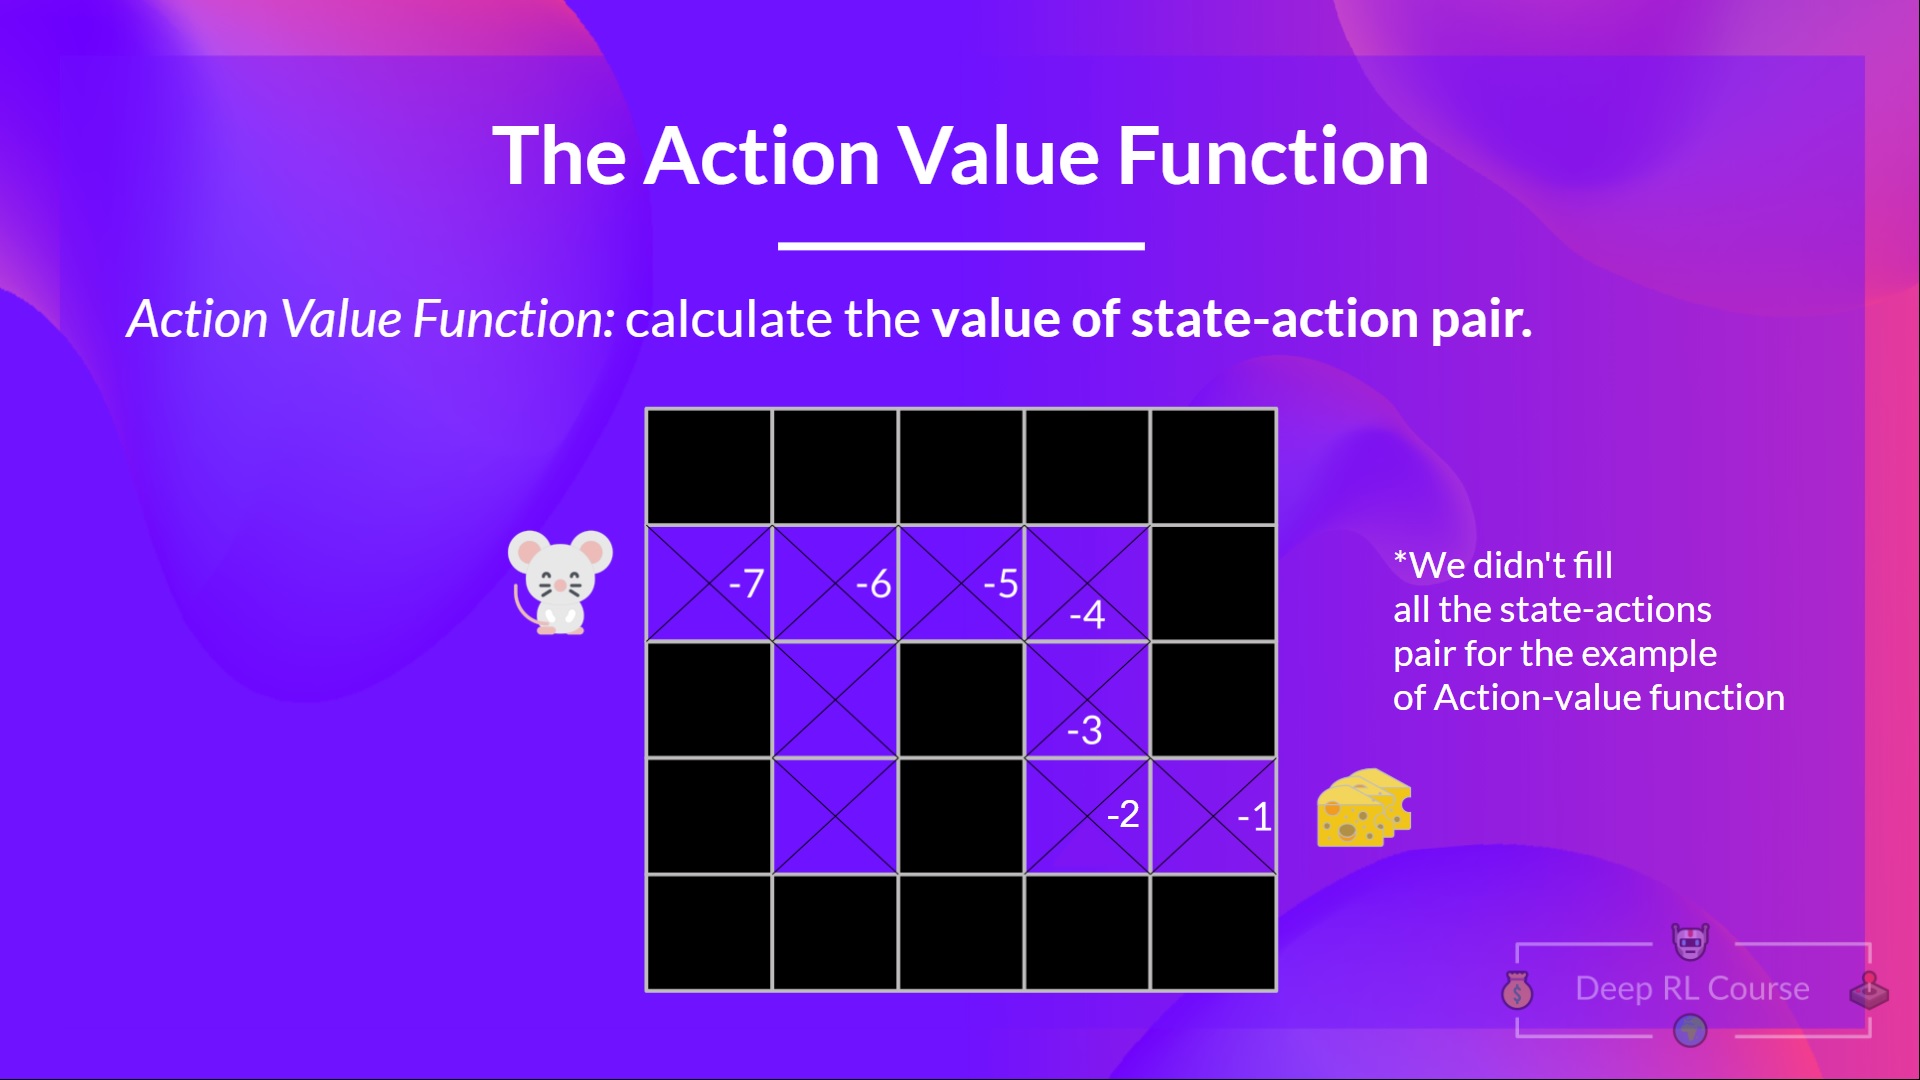 The Action Value Function
Action Value Function: calculate the value of state-action pair.
-7 -6 -5 -4
-3
-2 -1
*We didn't fill
all the state-actions
pair for the example
of Action-value function
Deep RL Course